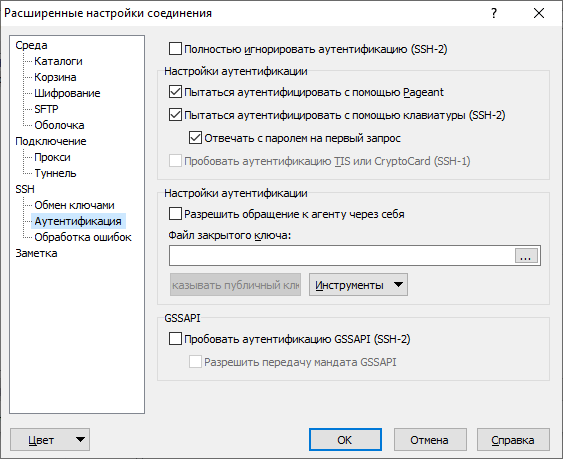 Расширенные настройки соединения
Среда
Каталоги
Корзина
Шифрование
SFTP
Оболочка
Подключение
Прокси
Туннель
SSH
Обмен ключами
Аутентификация
Обработка ошибок
Заметка
Полностью игнорировать аутентификацию (SSH-2)
Настройки аутентификации
Пытаться аутентифицировать с помощью Pageant
Пытаться аутентифицировать с помощью клавиатуры (SSH-2)
Отвечать с паролем на первый запрос
Пробовать аутентификацию TIS или CryptoCard (SSH-1)
Настройки аутентификации
Разрешить обращение к агенту через себя
Файл закрытого ключа:
...
казывать публичный клю
Инструменты
GSSAPI
Пробовать аутентификацию GSSAPI (SSH-2)
Разрешить передачу мандата GSSAPI
Цвет
OK
Отмена
Справка